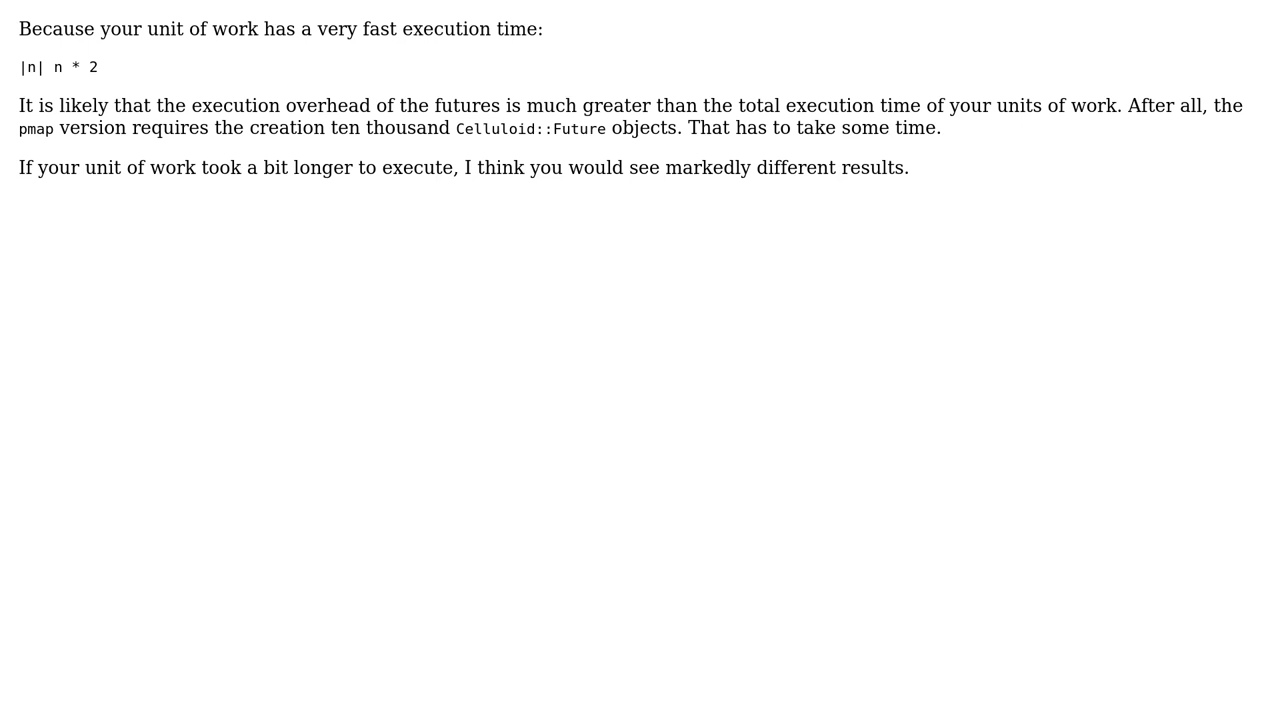 Because your unit of work has a very fast execution time:
|n| n * 2
It is likely that the execution overhead of the futures is much greater than the total execution time of your units of work. After all, the
pmap version requires the creation ten thousand Celluloid::Future objects. That has to take some time.
If your unit of work took a bit longer to execute, I think you would see markedly different results.